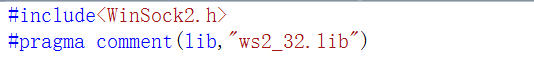 #include<WinSock2.h>
#pragma comment(lib,"ws2_32.lib")